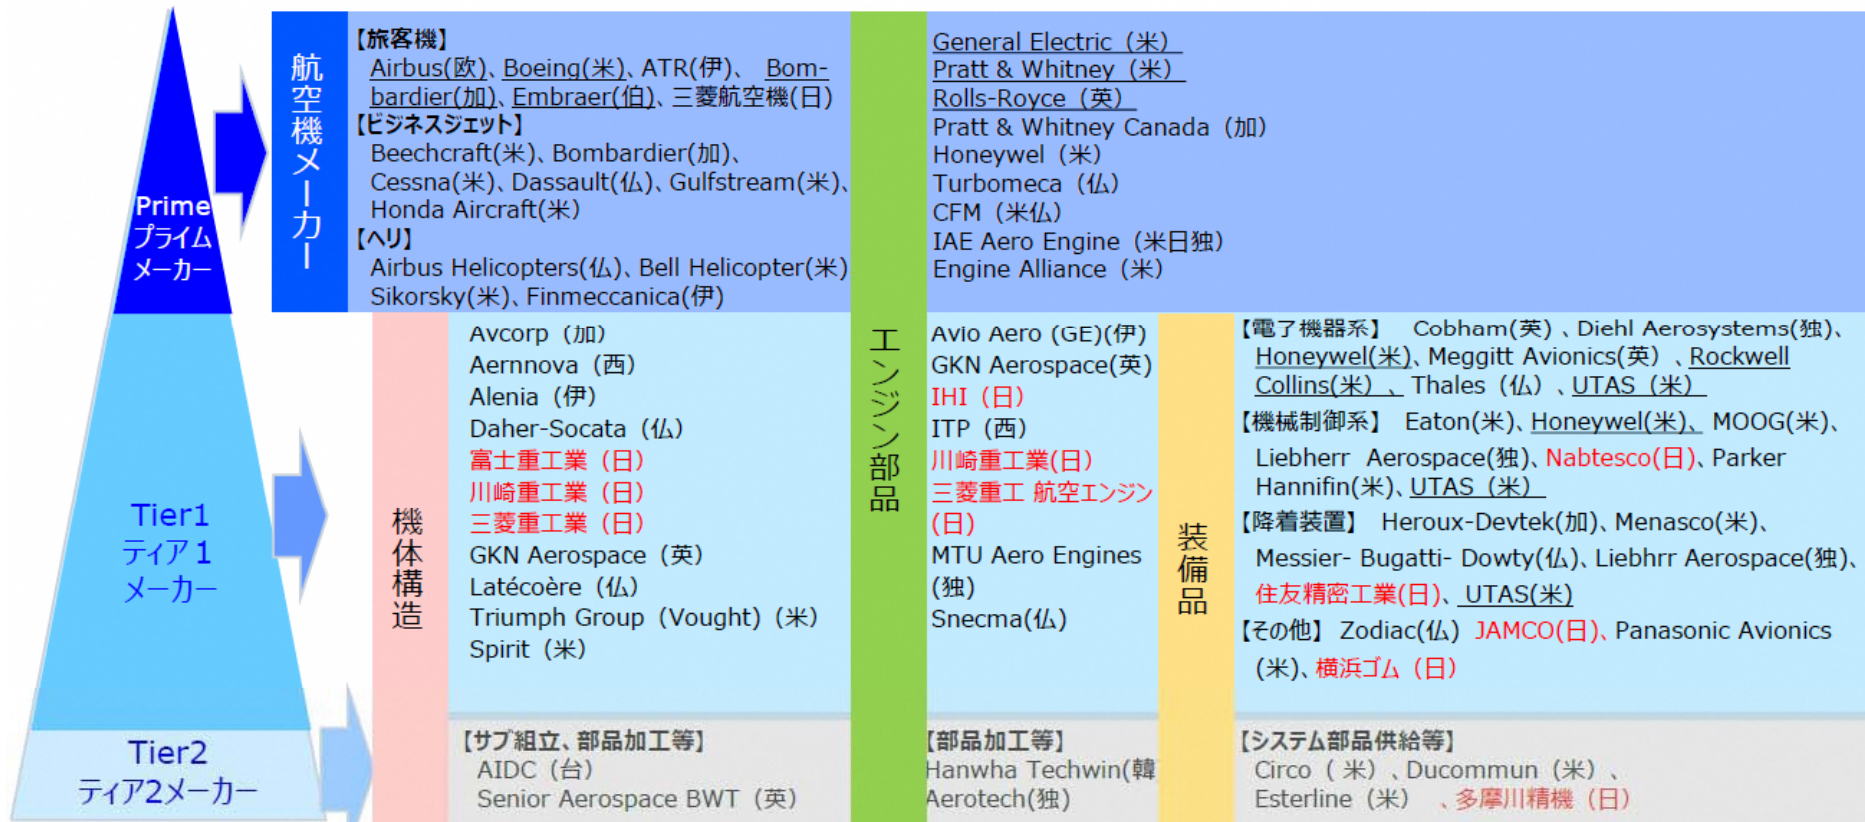 Prime
プライム
メーカー
Tier1
ティア１
メーカー
Tier2
ティア2メーカー
航空機メーカー
【旅客機】
Airbus(欧)、Boeing(米)、ATR(伊)、 Bom-
bardier(加)、Embraer(伯)、三菱航空機(日)
【ビジネスジェット】
Beechcraft(米)、Bombardier(加)、
Cessna(米)、Dassault(仏)、Gulfstream(米)、
Honda Aircraft(米)
【ヘリ】
Airbus Helicopters(仏)、Bell Helicopter(米)
Sikorsky(米)、Finmeccanica(伊)
エンジン部品
General Electric（米）
Pratt & Whitney（米）
Rolls-Royce（英）
Pratt & Whitney Canada（加）
Honeywel（米）
Turbomeca（仏）
CFM（米仏）
IAE Aero Engine（米日独）
Engine Alliance（米）
機体構造
Avcorp（加）
Aernnova（西）
Alenia（伊）
Daher-Socata（仏）
富士重工業（日）
川崎重工業（日）
三菱重工業（日）
GKN Aerospace（英）
Latécoère（仏）
Triumph Group（Vought)（米）
Spirit（米）
Avio Aero (GE)(伊)
GKN Aerospace(英)
IHI（日）
ITP（西）
川崎重工業(日)
三菱重工 航空エンジン
(日)
MTU Aero Engines
(独)
Snecma(仏)
装備品
【電子機器系】 Cobham(英) 、Diehl Aerosystems(独)、
Honeywel(米)、Meggitt Avionics(英) 、Rockwell
Collins(米) 、Thales（仏）、UTAS（米）
【機械制御系】 Eaton(米)、Honeywel(米)、MOOG(米)、
Liebherr Aerospace(独)、Nabtesco(日)、Parker
Hannifin(米)、UTAS（米）
【降着装置】 Heroux-Devtek(加)、Menasco(米)、
Messier- Bugatti- Dowty(仏)、Liebhrr Aerospace(独)、
住友精密工業(日)、UTAS(米)
【その他】Zodiac(仏) JAMCO(日)、Panasonic Avionics
(米)、横浜ゴム（日）
【サブ組立、部品加工等】
AIDC（台）
Senior Aerospace BWT（英）
【部品加工等】
Hanwha Techwin(韓
Aerotech(独)
【システム部品供給等】
Circo（ 米）、Ducommun（米）、
Esterline（米） 、多摩川精機（日）